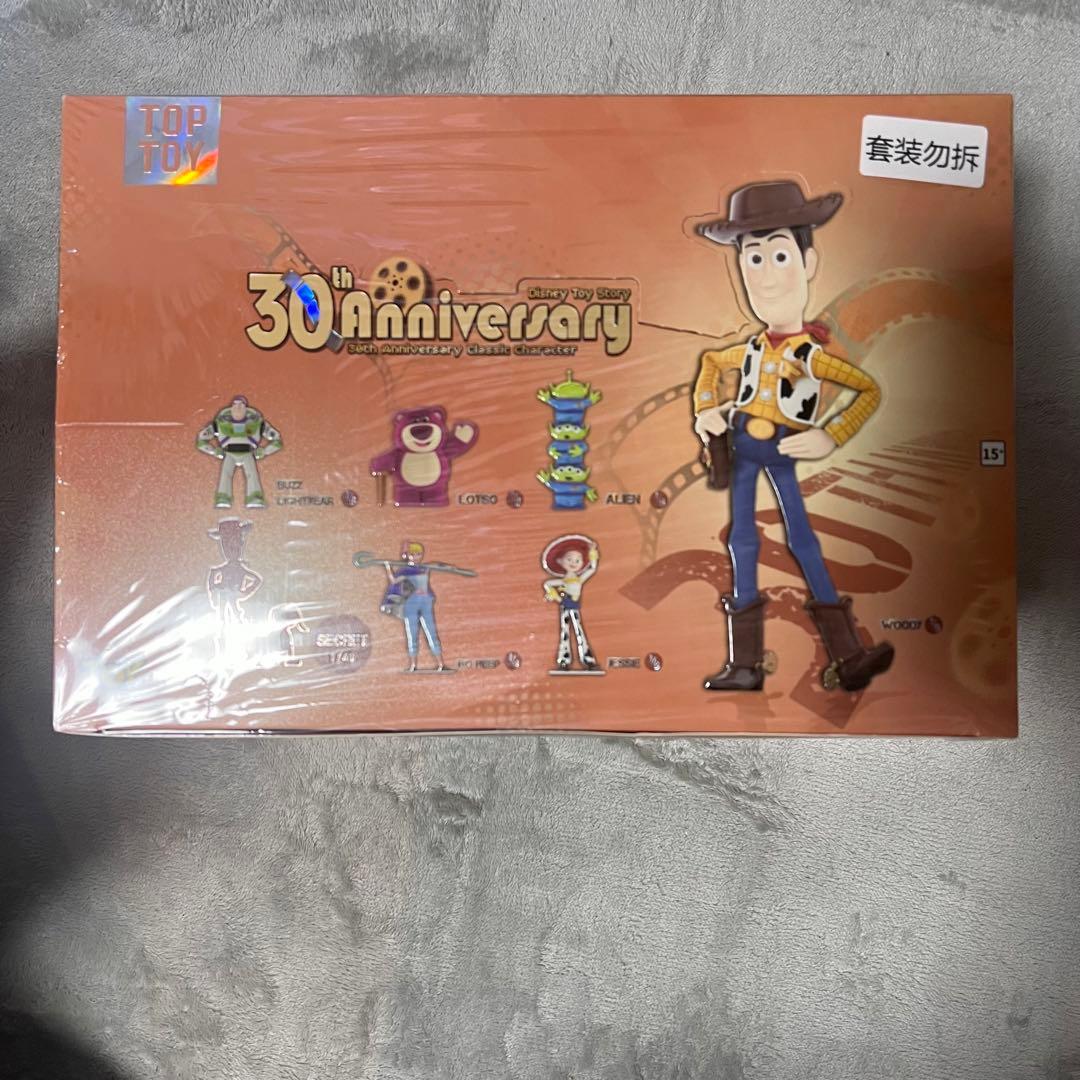 TOP
TOY
套装勿拆
30th Anniversary
Disney Toy Story
30th Anniversary Classic Character
15+
BUZZ
LIGHTYEAR
LOTSO
ALIEN
SECRET
BO PEEP
JESSIE
WOODY